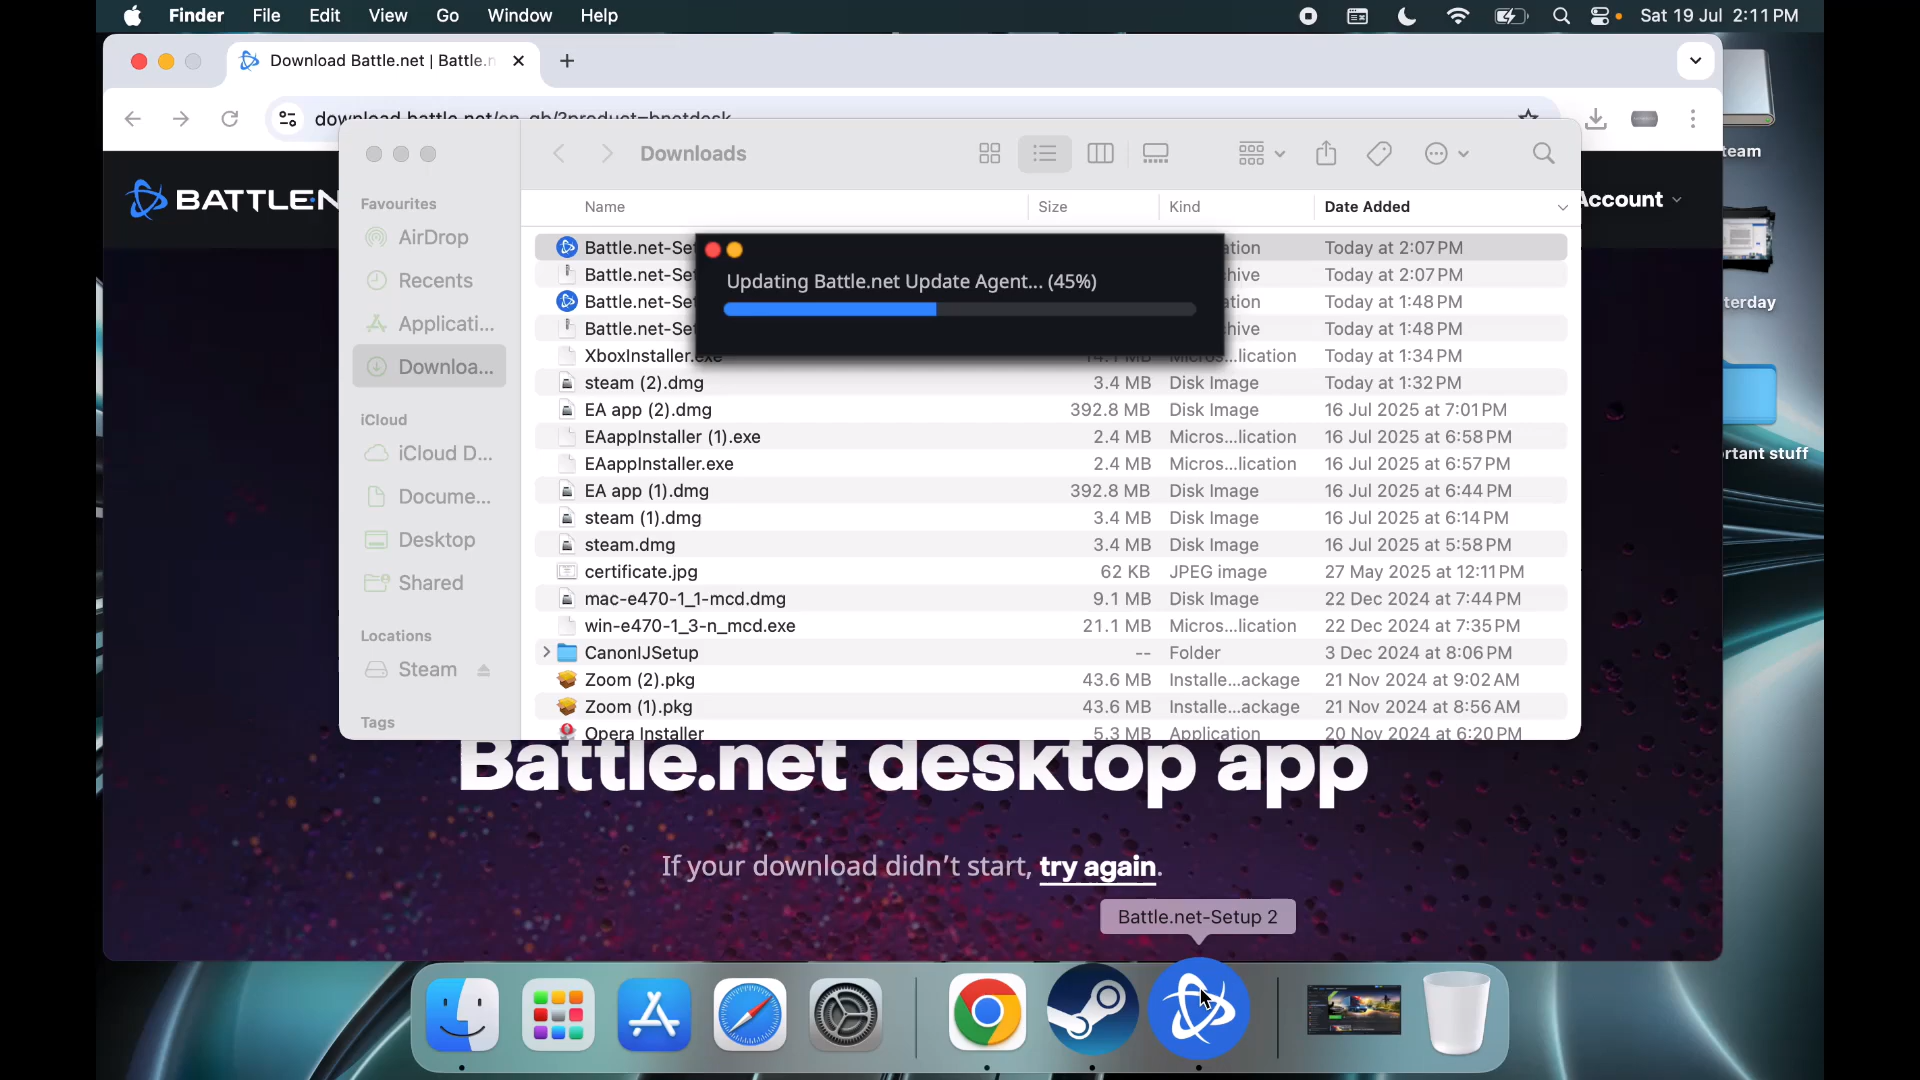 Finder File Edit View Go Window Help Sat 19 Jul 2:11 PM
Download Battle.net | Battle.n
download.battle.net/en-gb/?product=bnetdesk
Downloads
BATTLE.N
Account
team
terday
rtant stuff
Favourites
AirDrop
Recents
Applicati...
Downloa...
iCloud
iCloud D...
Docume...
Desktop
Shared
Locations
Steam
Tags
Name Size Kind Date Added
Battle.net-Se ation Today at 2:07 PM
Battle.net-Se hive Today at 2:07 PM
Battle.net-Se ation Today at 1:48 PM
Battle.net-Se hive Today at 1:48 PM
Updating Battle.net Update Agent... (45%)
XboxInstaller.exe 14.1 MB Micros...lication Today at 1:34 PM
steam (2).dmg 3.4 MB Disk Image Today at 1:32 PM
EA app (2).dmg 392.8 MB Disk Image 16 Jul 2025 at 7:01 PM
EAappInstaller (1).exe 2.4 MB Micros...lication 16 Jul 2025 at 6:58 PM
EAappInstaller.exe 2.4 MB Micros...lication 16 Jul 2025 at 6:57 PM
EA app (1).dmg 392.8 MB Disk Image 16 Jul 2025 at 6:44 PM
steam (1).dmg 3.4 MB Disk Image 16 Jul 2025 at 6:14 PM
steam.dmg 3.4 MB Disk Image 16 Jul 2025 at 5:58 PM
certificate.jpg 62 KB JPEG image 27 May 2025 at 12:11 PM
mac-e470-1_1-mcd.dmg 9.1 MB Disk Image 22 Dec 2024 at 7:44 PM
win-e470-1_3-n_mcd.exe 21.1 MB Micros...lication 22 Dec 2024 at 7:35 PM
CanonIJSetup -- Folder 3 Dec 2024 at 8:06 PM
Zoom (2).pkg 43.6 MB Installe...ackage 21 Nov 2024 at 9:02 AM
Zoom (1).pkg 43.6 MB Installe...ackage 21 Nov 2024 at 8:56 AM
Opera Installer 5.3 MB Application 20 Nov 2024 at 6:20 PM
Battle.net desktop app
If your download didn't start, try again.
Battle.net-Setup 2